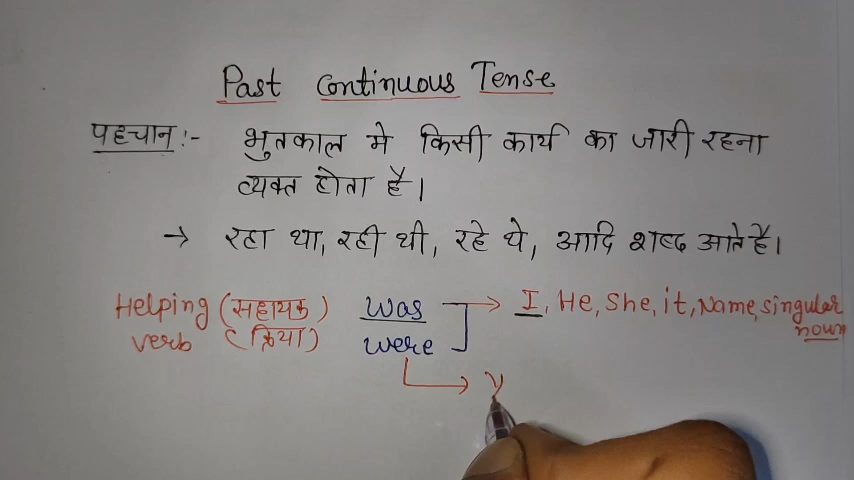 Past Continuous Tense
पहचान :- भुतकाल मे किसी कार्य का जारी रहना
व्यक्त होता है।
→ रहा था, रही थी, रहे थे, आदि शब्द आते है।
Helping (सहायक) was → I, He, She, it, Name, singular
verb (क्रिया) were noun
→ y